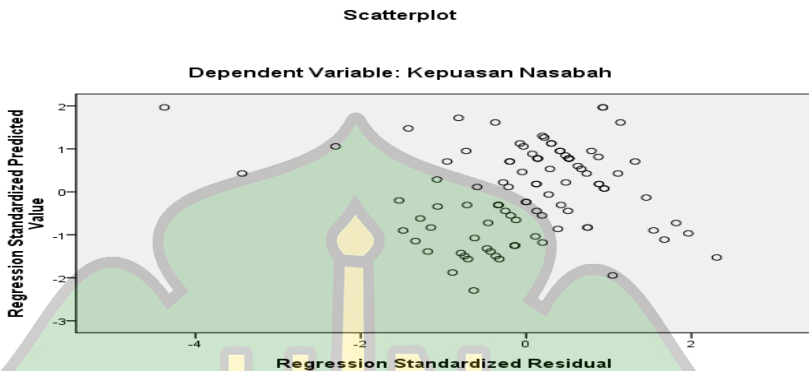 Scatterplot
Dependent Variable: Kepuasan Nasabah
Regression Standardized Predicted
Value
2
1
0
-1
-2
-3
-4
-2
0
2
Regression Standardized Residual